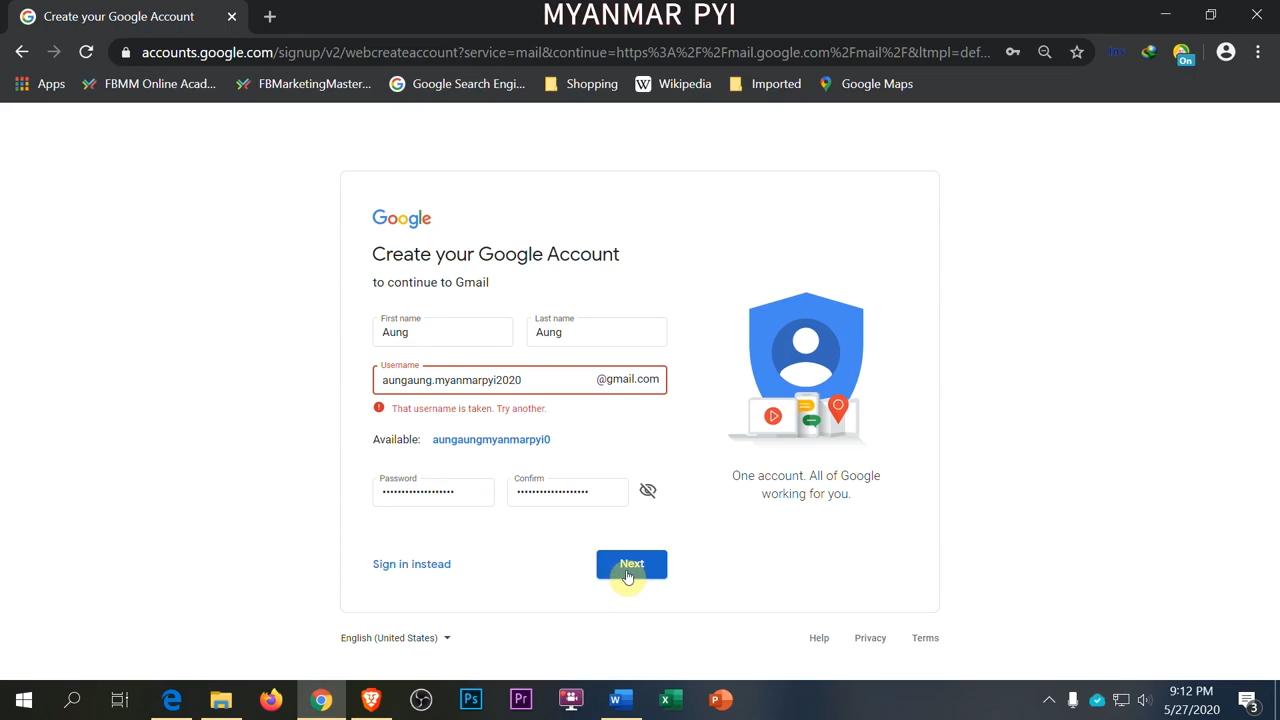 Create your Google Account
MYANMAR PYI
accounts.google.com/signup/v2/webcreateaccount?service=mail&continue=https%3A%2F%2Fmail.google.com%2Fmail%2F&ltmpl=def...
On
Apps FBMM Online Acad... FBMarketingMaster... Google Search Engi... Shopping Wikipedia Imported Google Maps
Google
Create your Google Account
to continue to Gmail
First name Last name
Aung Aung
Username
aungaung.myanmarpyi2020 @gmail.com
That username is taken. Try another.
Available: aungaungmyanmarpyi0
Password Confirm
One account. All of Google
working for you.
Sign in instead Next
English (United States) Help Privacy Terms
9:12 PM
5/27/2020
3